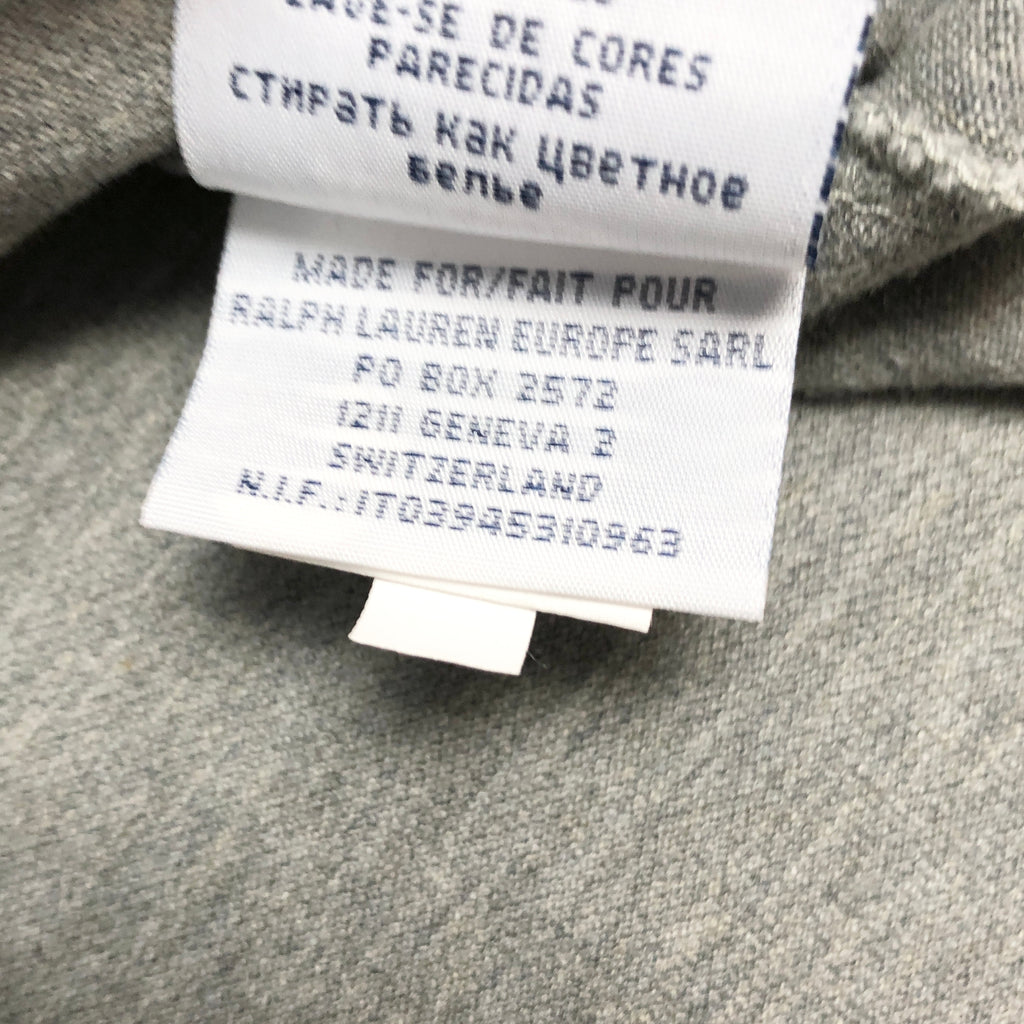 LAVE-SE DE CORES
PARECIDAS
стирать как цветное
белье
MADE FOR/FAIT POUR
RALPH LAUREN EUROPE SARL
PO BOX 2572
1211 GENEVA 2
SWITZERLAND
N.I.F.:IT03945310963